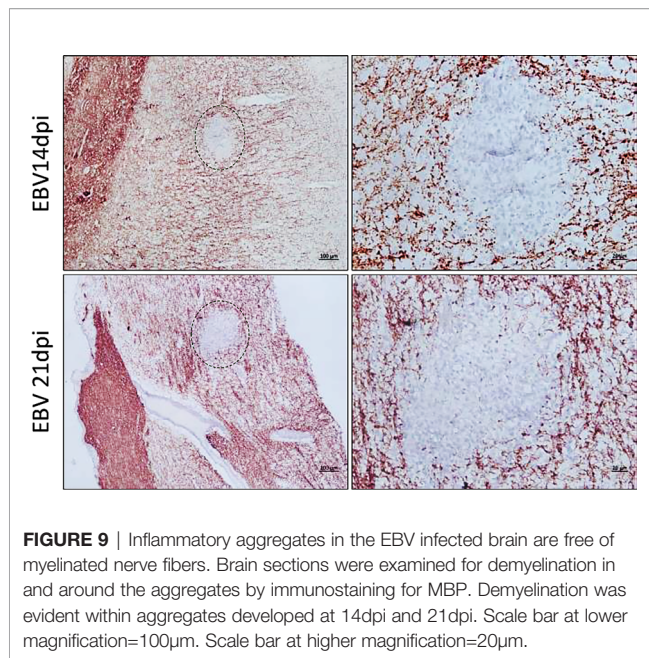 EBV14dpi
100 µm
EBV 21dpi
FIGURE 9 | Inflammatory aggregates in the EBV infected brain are free of
myelinated nerve fibers. Brain sections were examined for demyelination in
and around the aggregates by immunostaining for MBP. Demyelination was
evident within aggregates developed at 14dpi and 21dpi. Scale bar at lower
magnification=100µm. Scale bar at higher magnification=20µm.